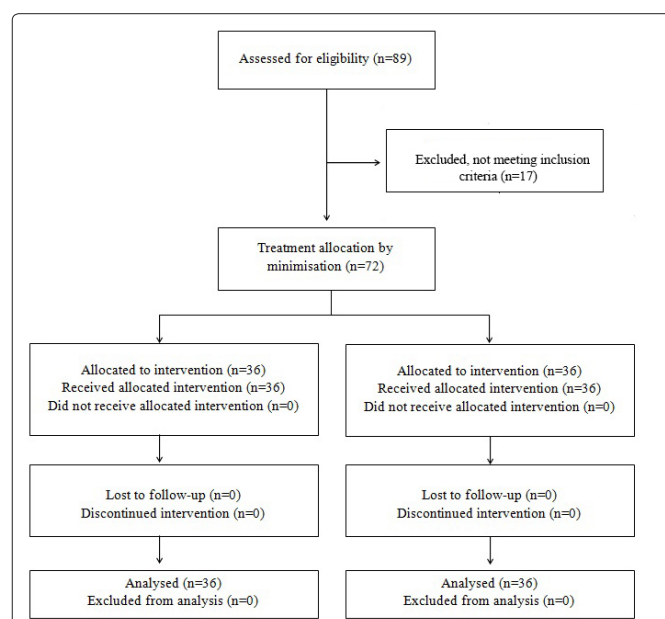 Assessed for eligibility (n=89)
Excluded, not meeting inclusion
criteria (n=17)
Treatment allocation by
minimisation (n=72)
Allocated to intervention (n=36)
Received allocated intervention (n=36)
Did not receive allocated intervention (n=0)
Allocated to intervention (n=36)
Received allocated intervention (n=36)
Did not receive allocated intervention (n=0)
Lost to follow-up (n=0)
Discontinued intervention (n=0)
Lost to follow-up (n=0)
Discontinued intervention (n=0)
Analysed (n=36)
Excluded from analysis (n=0)
Analysed (n=36)
Excluded from analysis (n=0)